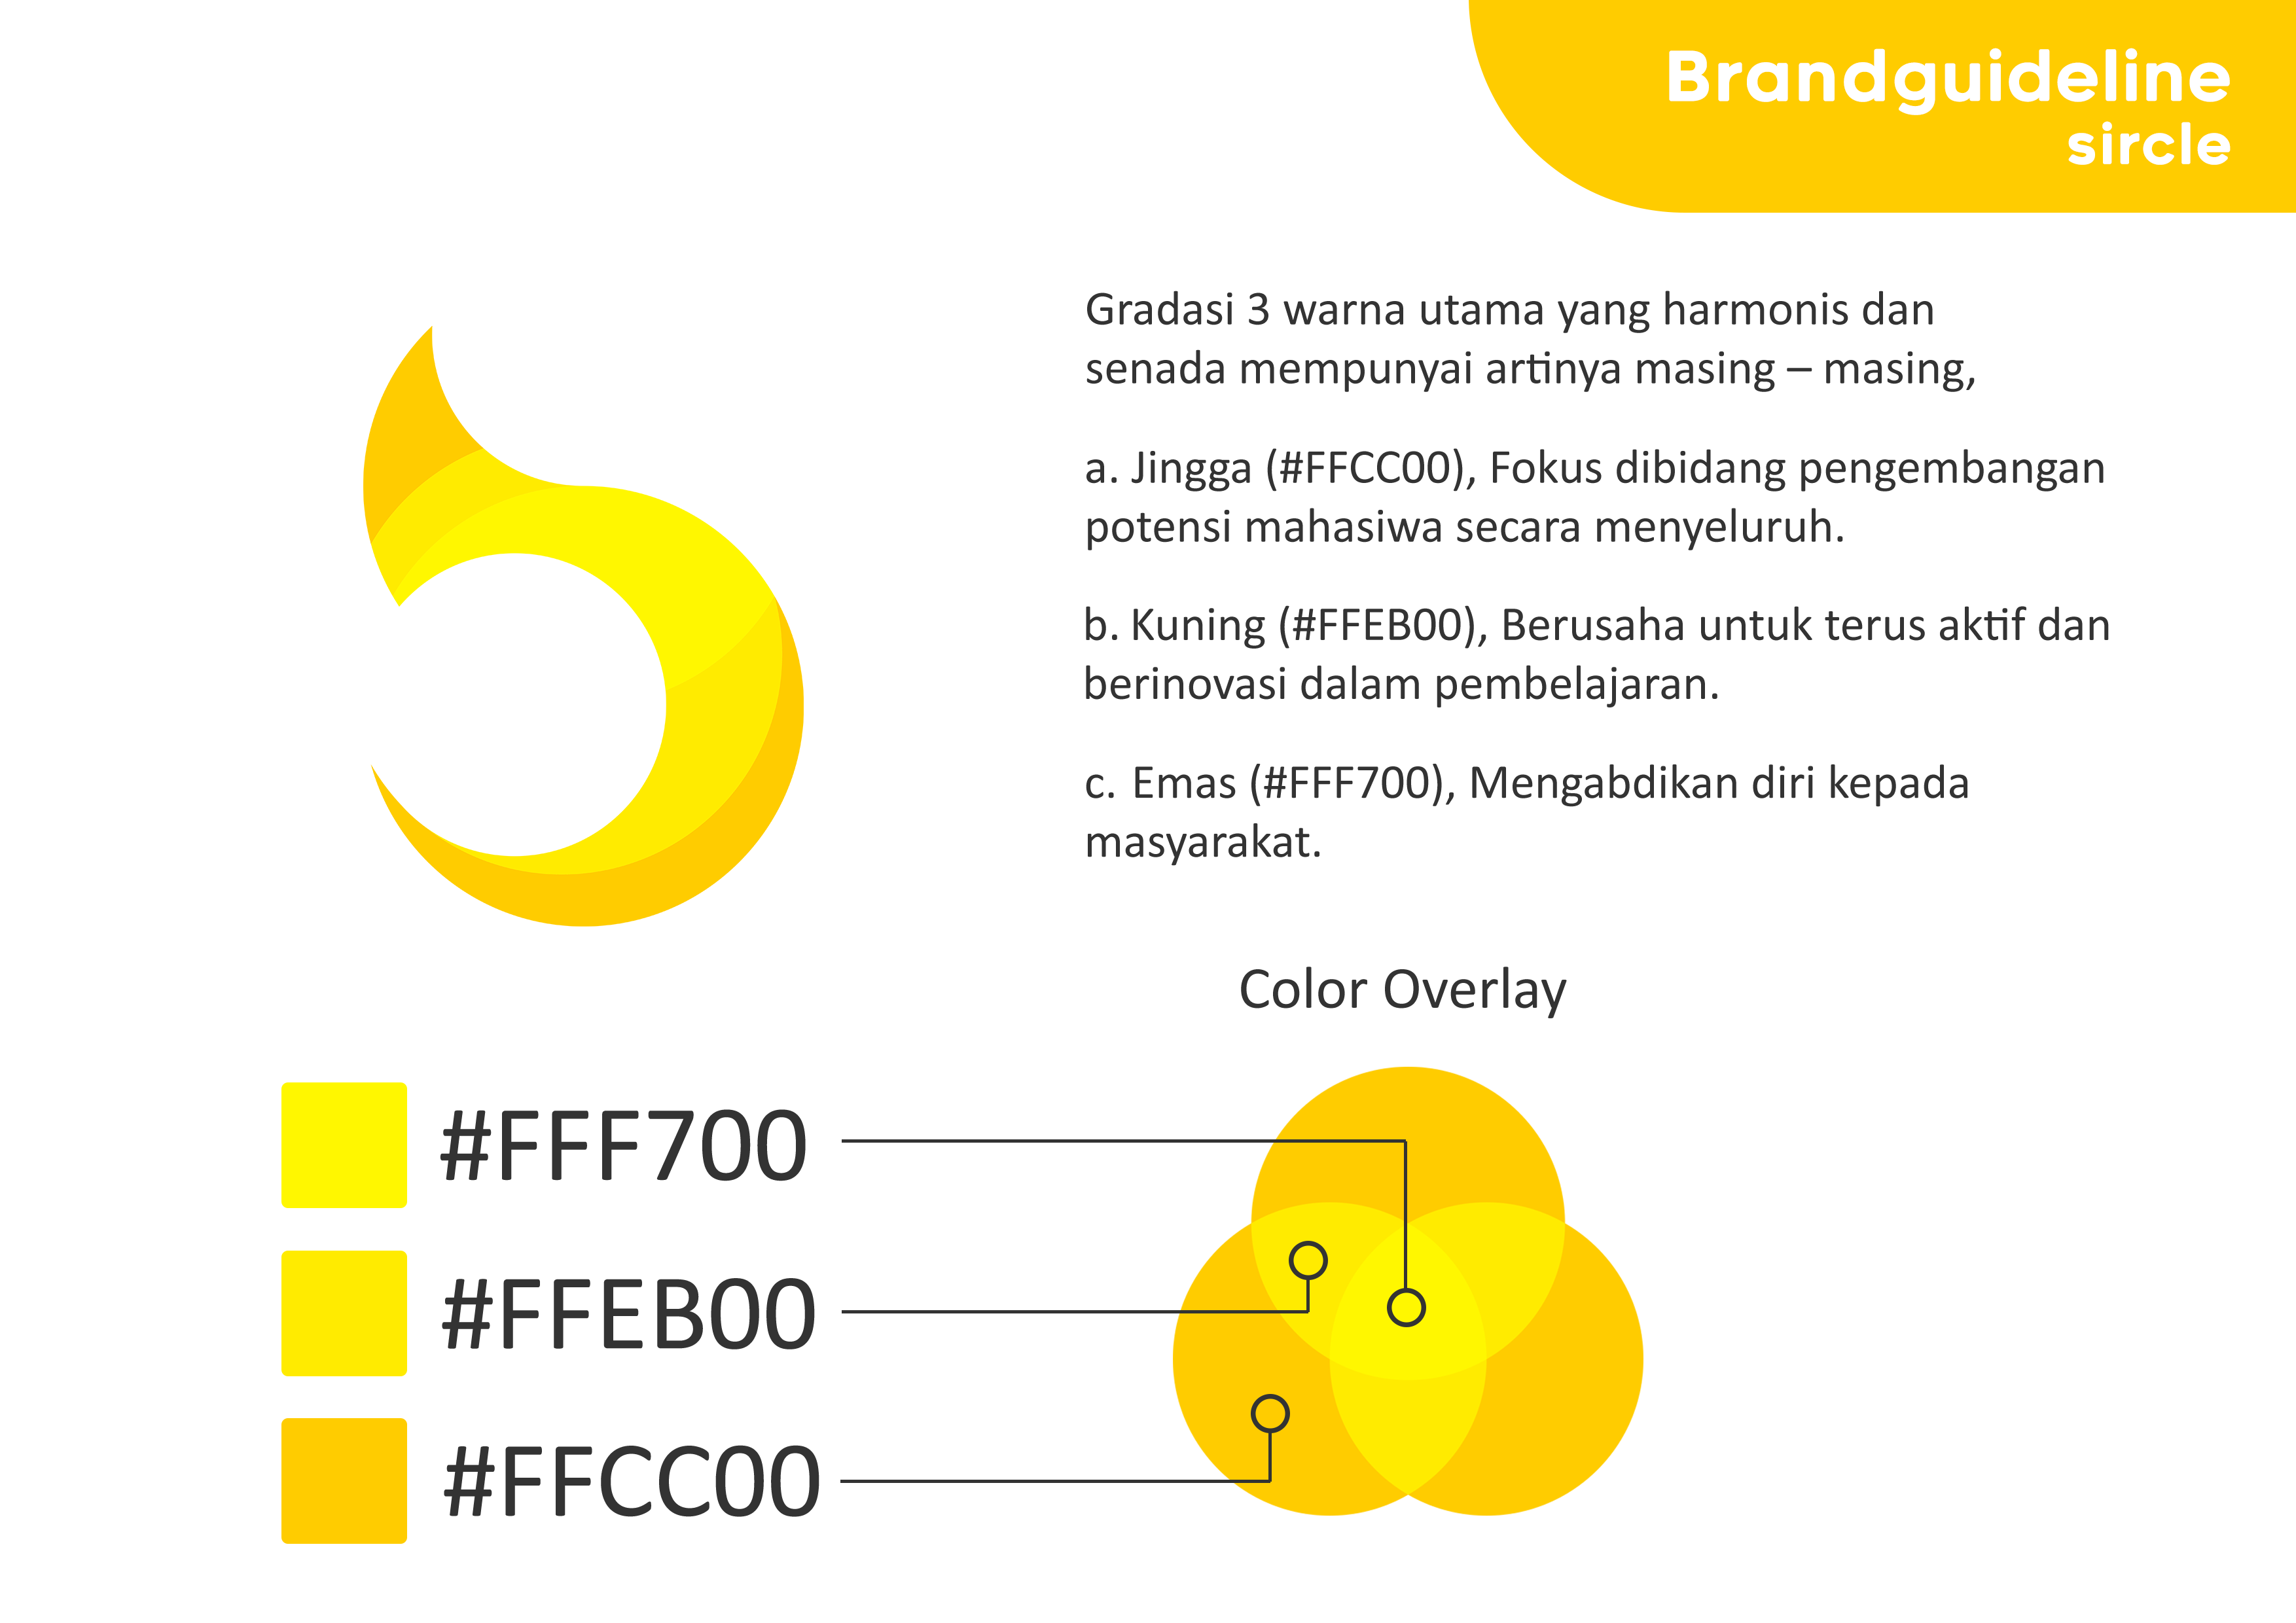 Brandguideline
sircle
Gradasi 3 warna utama yang harmonis dan
senada mempunyai artinya masing – masing,
a. Jingga (#FFCC00), Fokus dibidang pengembangan
potensi mahasiwa secara menyeluruh.
b. Kuning (#FFEB00), Berusaha untuk terus aktif dan
berinovasi dalam pembelajaran.
c. Emas (#FFF700), Mengabdikan diri kepada
masyarakat.
Color Overlay
#FFF700
#FFEB00
#FFCC00